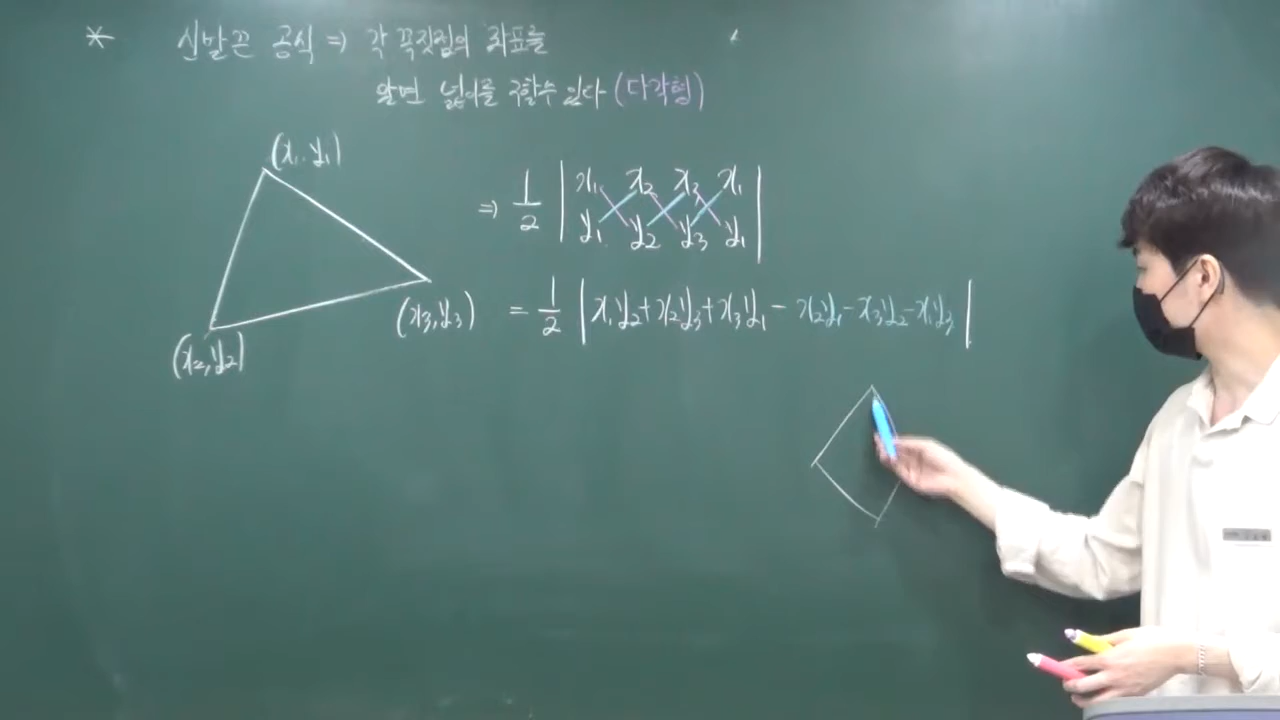 * 신발끈 공식 ⇒ 각 꼭짓점의 좌표를
알면 넓이를 구할수 있다 (다각형)
(x₁, y₁)
(x₂, y₂)
(x₃, y₃)
⇒ 1/2 | x₁ x₂ x₃ x₁ |
y₁ y₂ y₃ y₁
= 1/2 | x₁y₂+x₂y₃+x₃y₁ - x₂y₁-x₃y₂-x₁y₃ |